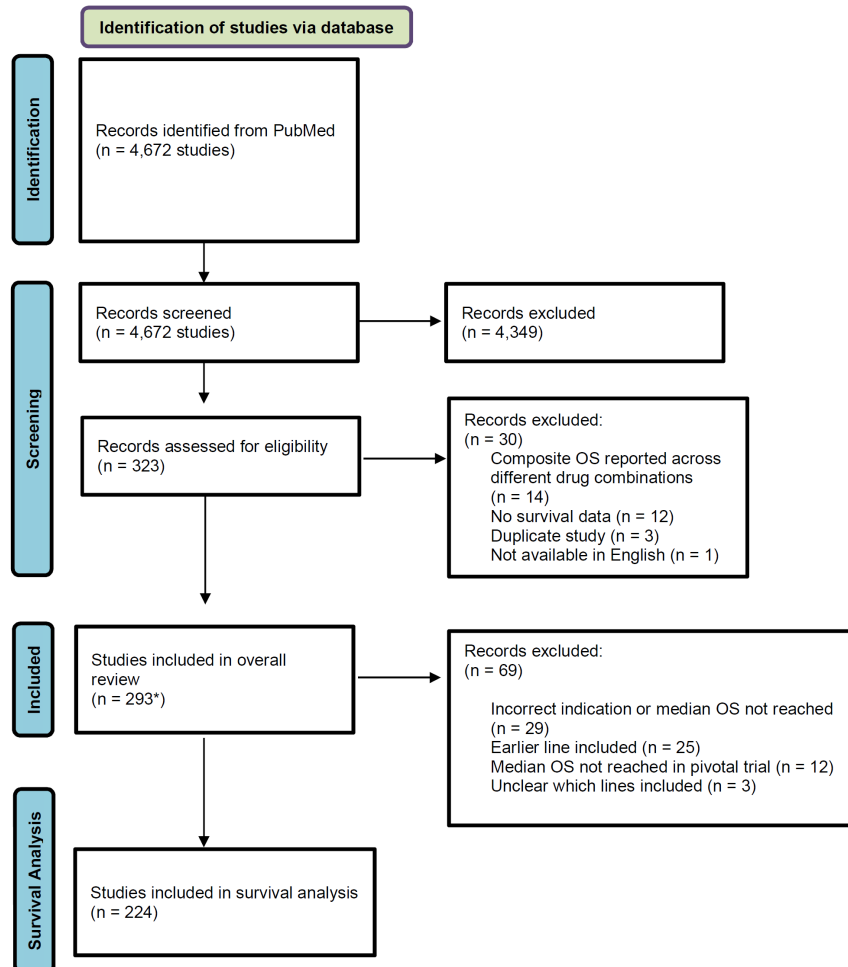 Identification of studies via database
Identification
Records identified from PubMed
(n = 4,672 studies)
Screening
Records screened
(n = 4,672 studies)
Records excluded
(n = 4,349)
Records assessed for eligibility
(n = 323)
Records excluded:
(n = 30)
Composite OS reported across
different drug combinations
(n = 14)
No survival data (n = 12)
Duplicate study (n = 3)
Not available in English (n = 1)
Included
Studies included in overall
review
(n = 293*)
Records excluded:
(n = 69)
Incorrect indication or median OS not reached
(n = 29)
Earlier line included (n = 25)
Median OS not reached in pivotal trial (n = 12)
Unclear which lines included (n = 3)
Survival Analysis
Studies included in survival analysis
(n = 224)